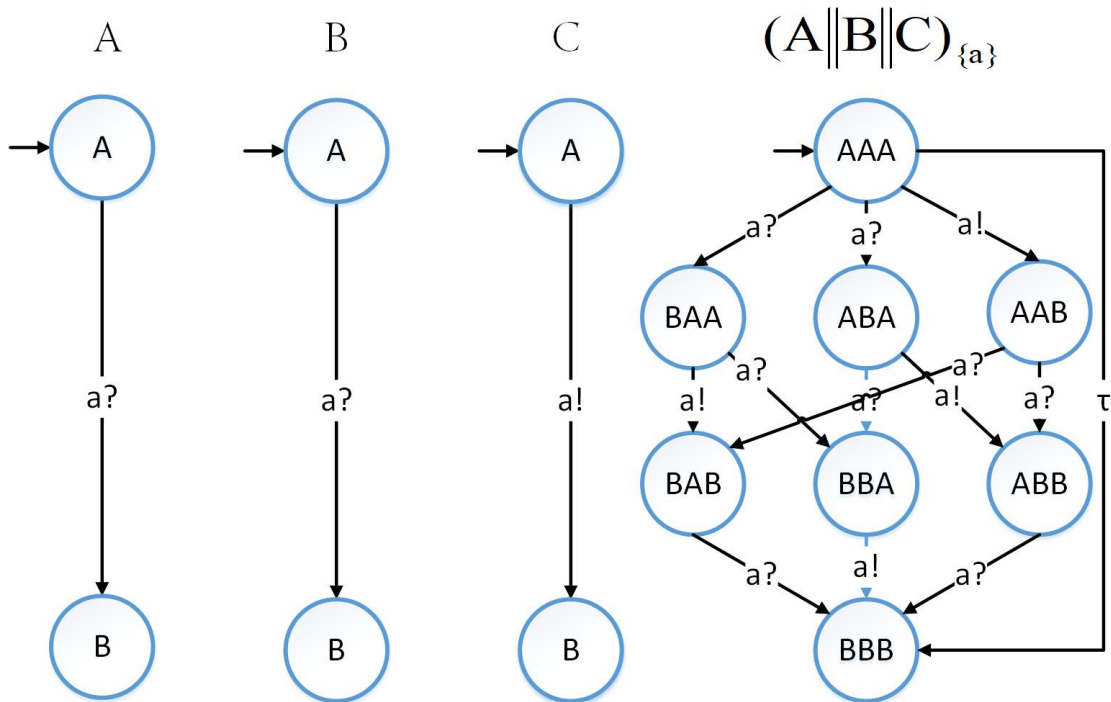 A B C (A||B||C){a}
A A A AAA
a? a? a!
BAA ABA AAB
a? a? a! a? a! a? a? a! a? τ
BAB BBA ABB
a? a! a?
B B B BBB